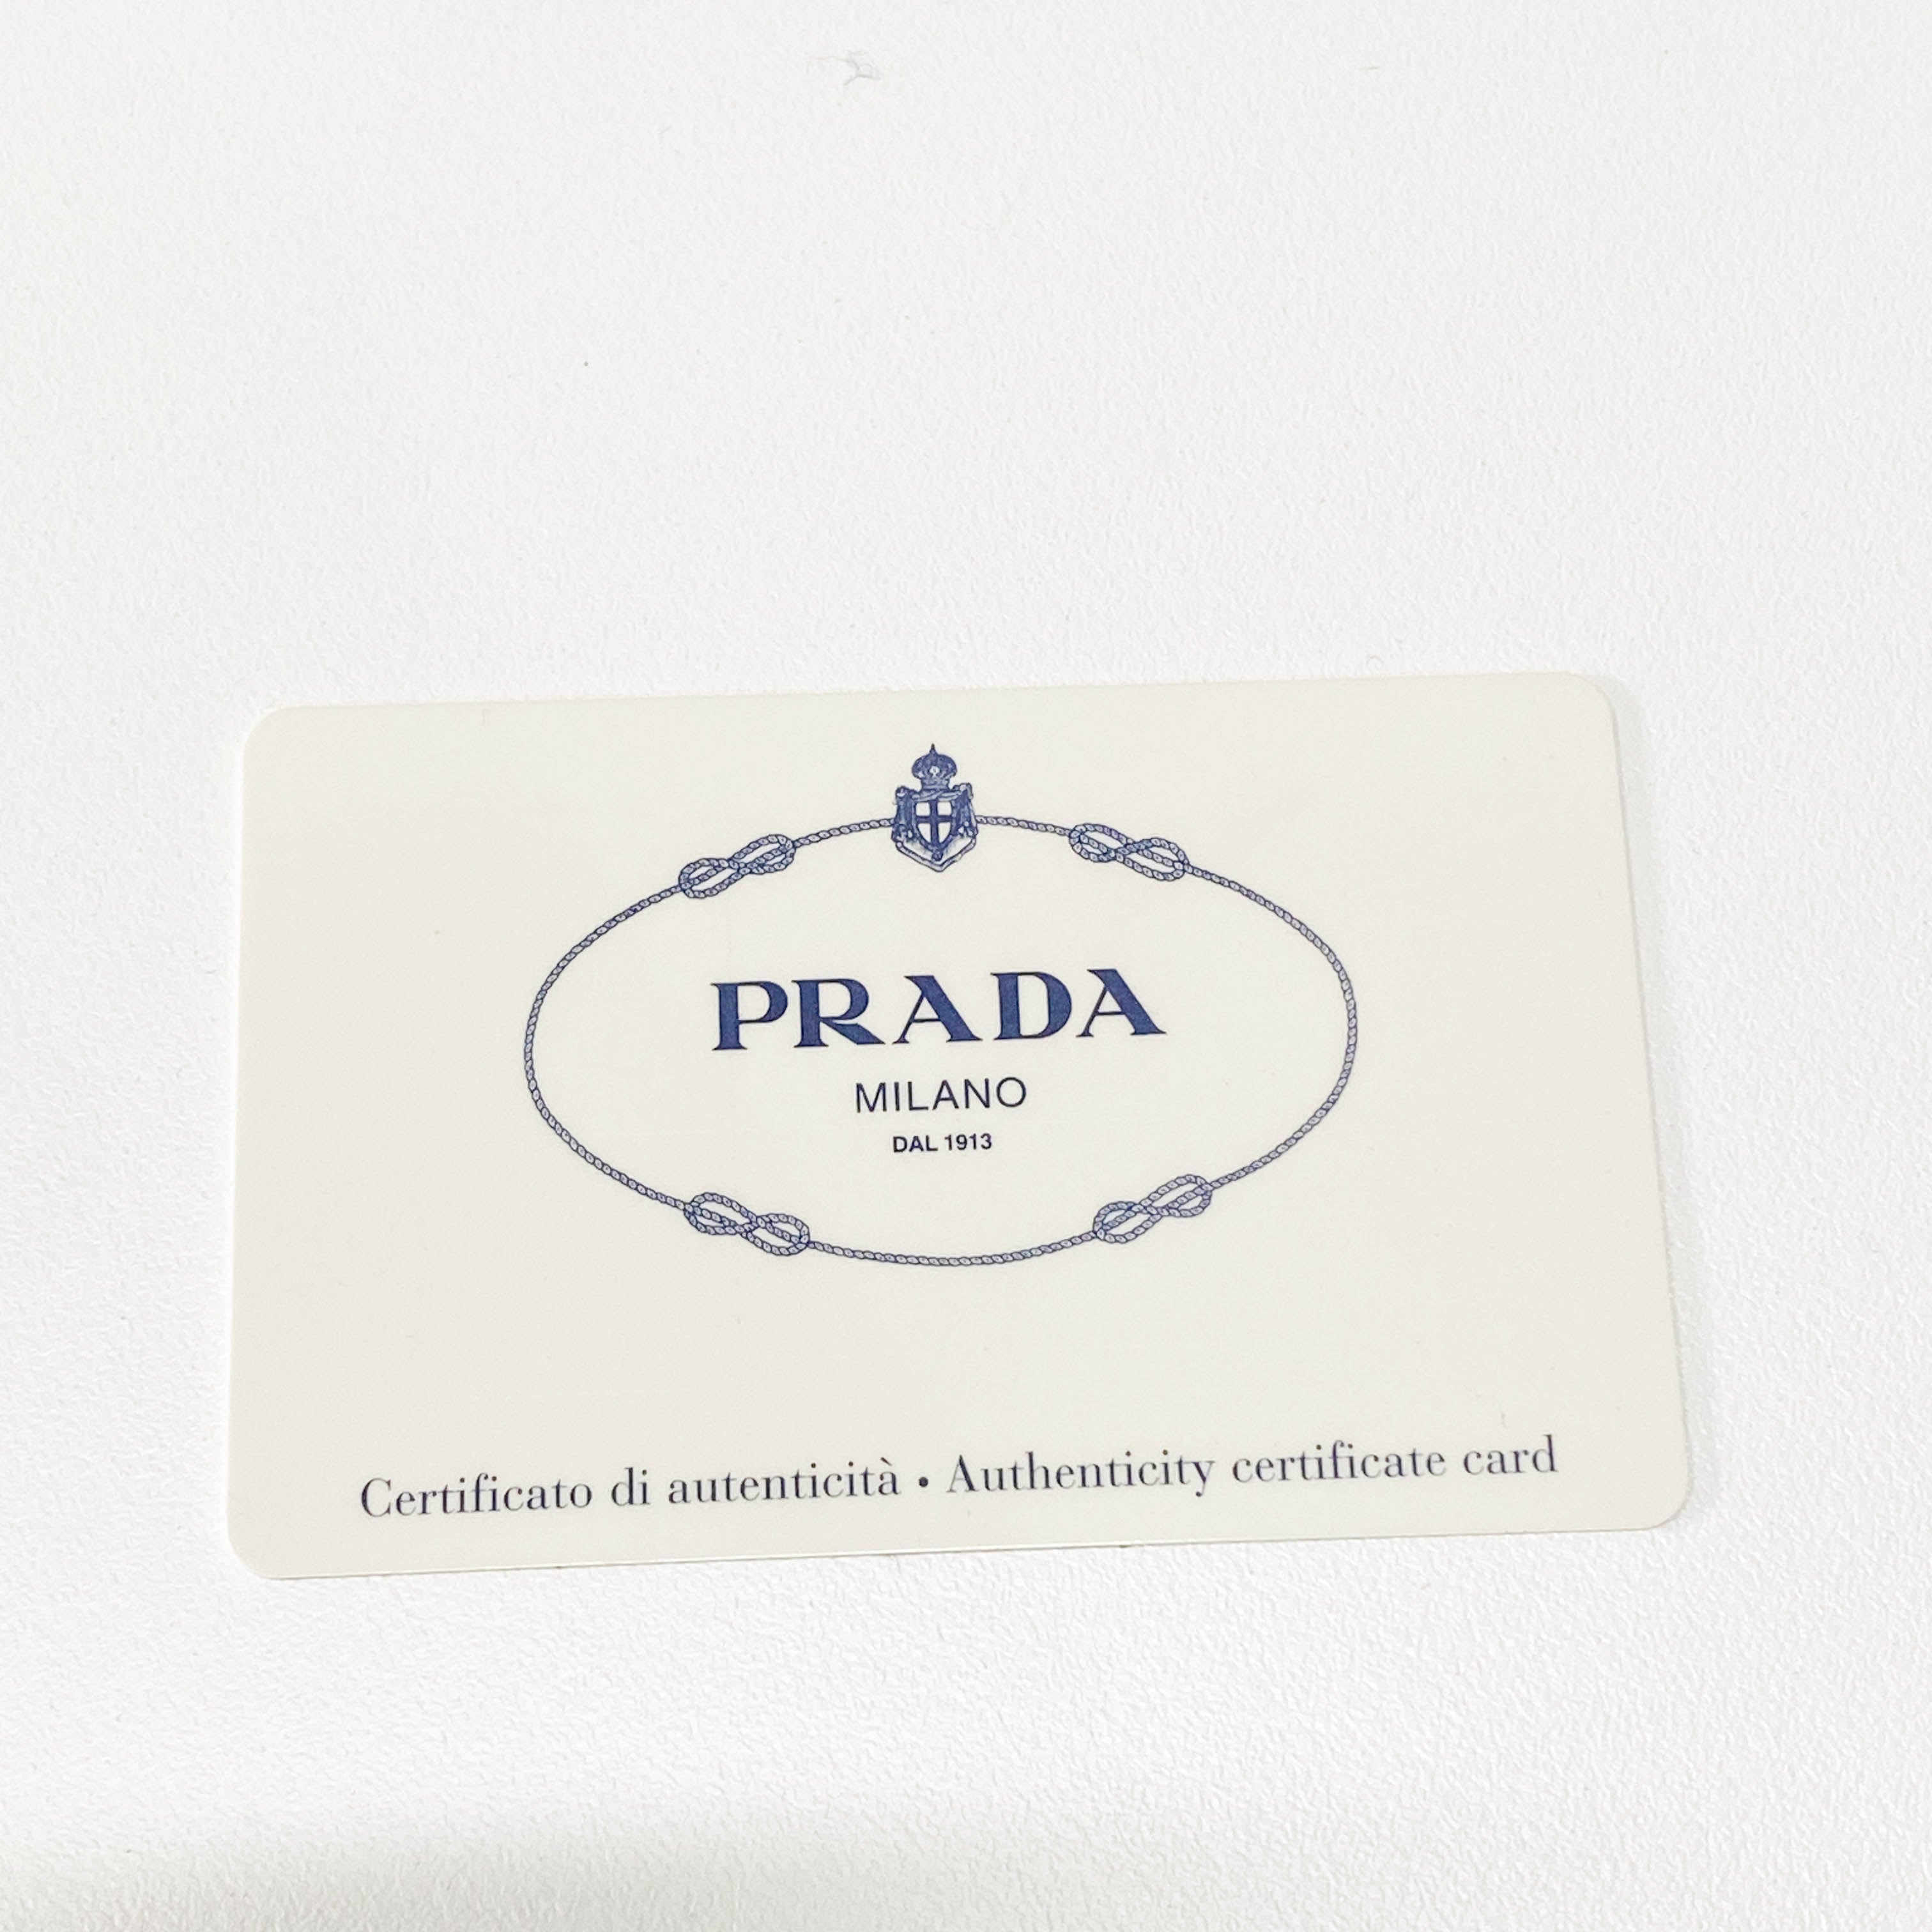 PRADA
MILANO
DAL 1913
Certificato di autenticità • Authenticity certificate card